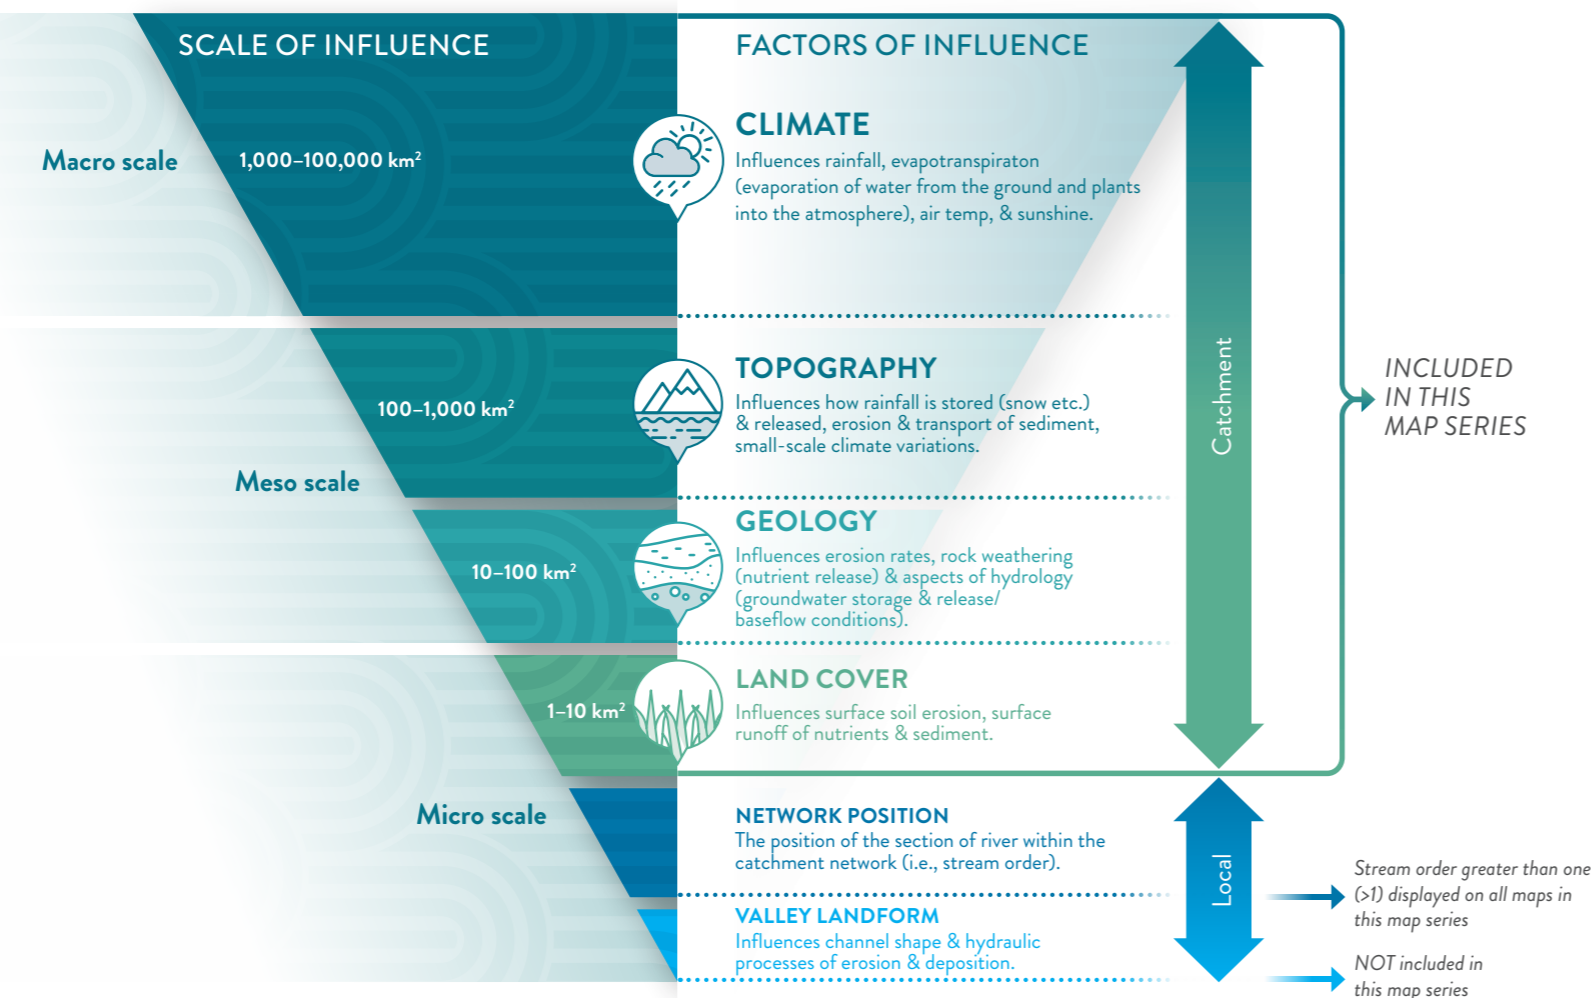 SCALE OF INFLUENCE
FACTORS OF INFLUENCE
Macro scale
1,000–100,000 km²
CLIMATE
Influences rainfall, evapotranspiraton
(evaporation of water from the ground and plants
into the atmosphere), air temp, & sunshine.
Meso scale
100–1,000 km²
TOPOGRAPHY
Influences how rainfall is stored (snow etc.)
& released, erosion & transport of sediment,
small-scale climate variations.
10–100 km²
GEOLOGY
Influences erosion rates, rock weathering
(nutrient release) & aspects of hydrology
(groundwater storage & release/
baseflow conditions).
Micro scale
1–10 km²
LAND COVER
Influences surface soil erosion, surface
runoff of nutrients & sediment.
NETWORK POSITION
The position of the section of river within the
catchment network (i.e., stream order).
VALLEY LANDFORM
Influences channel shape & hydraulic
processes of erosion & deposition.
Catchment
Local
INCLUDED
IN THIS
MAP SERIES
Stream order greater than one
(>1) displayed on all maps in
this map series
NOT included in
this map series